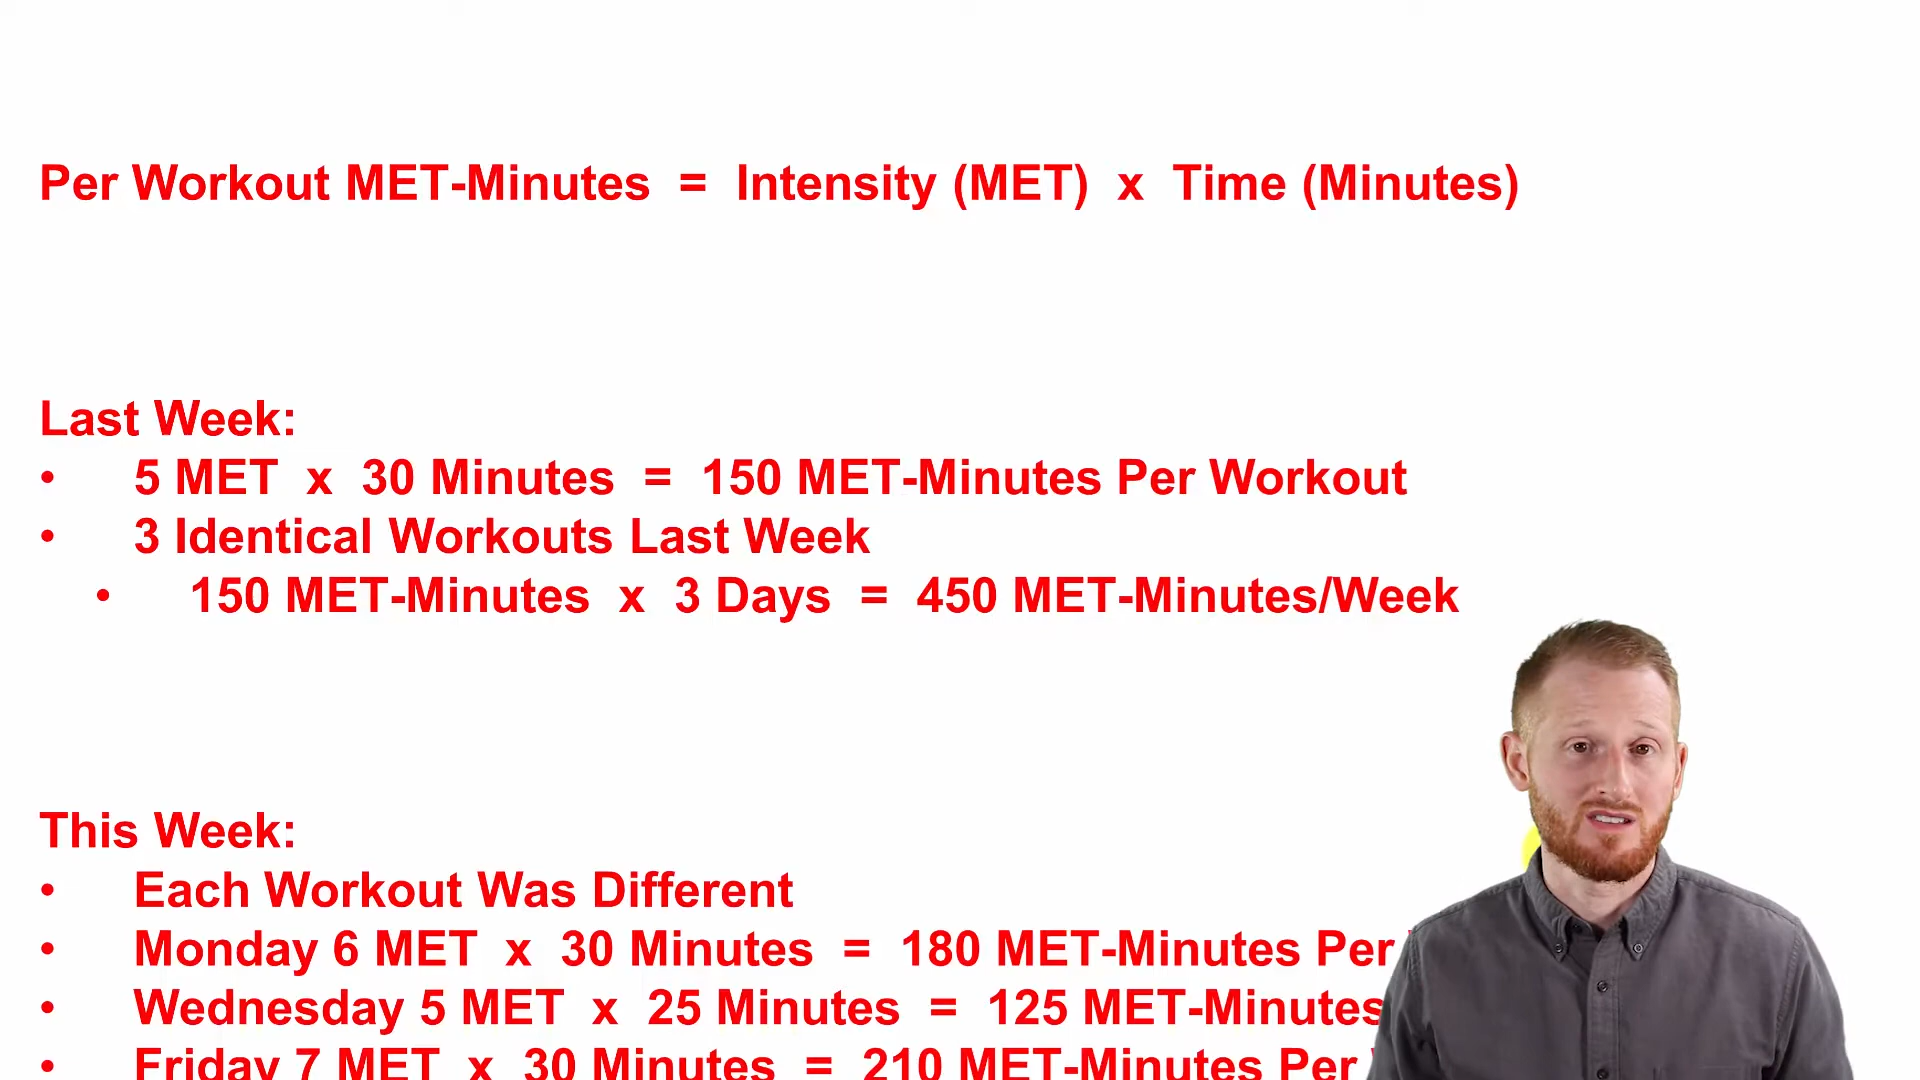 Per Workout MET-Minutes = Intensity (MET) x Time (Minutes)
Last Week:
• 5 MET x 30 Minutes = 150 MET-Minutes Per Workout
• 3 Identical Workouts Last Week
• 150 MET-Minutes x 3 Days = 450 MET-Minutes/Week
This Week:
• Each Workout Was Different
• Monday 6 MET x 30 Minutes = 180 MET-Minutes Per
• Wednesday 5 MET x 25 Minutes = 125 MET-Minutes
• Friday 7 MET x 30 Minutes = 210 MET-Minutes Per